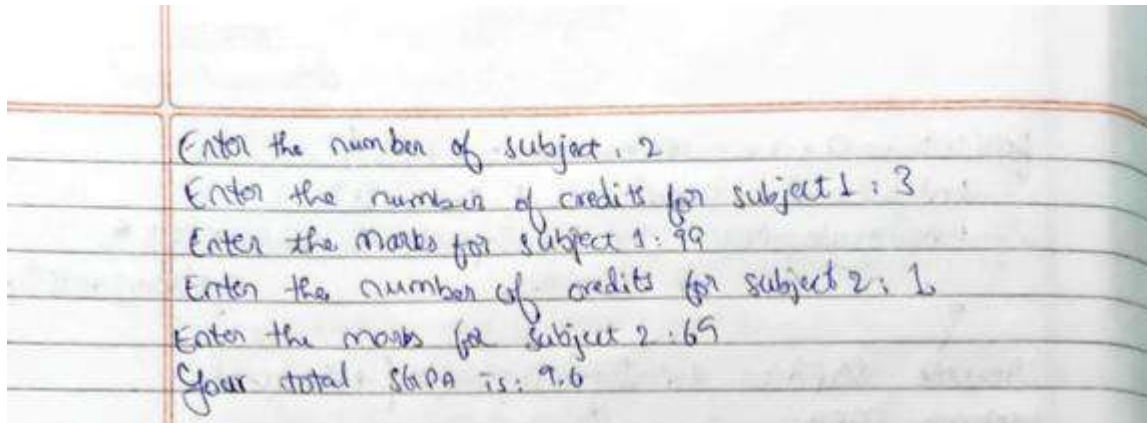 Enter the number of subject : 2
Enter the number of credits for subject 1 : 3
Enter the marks for subject 1 : 99
Enter the number of credits for subject 2 : 1
Enter the marks for subject 2 : 69
Your total SGPA is : 9.6